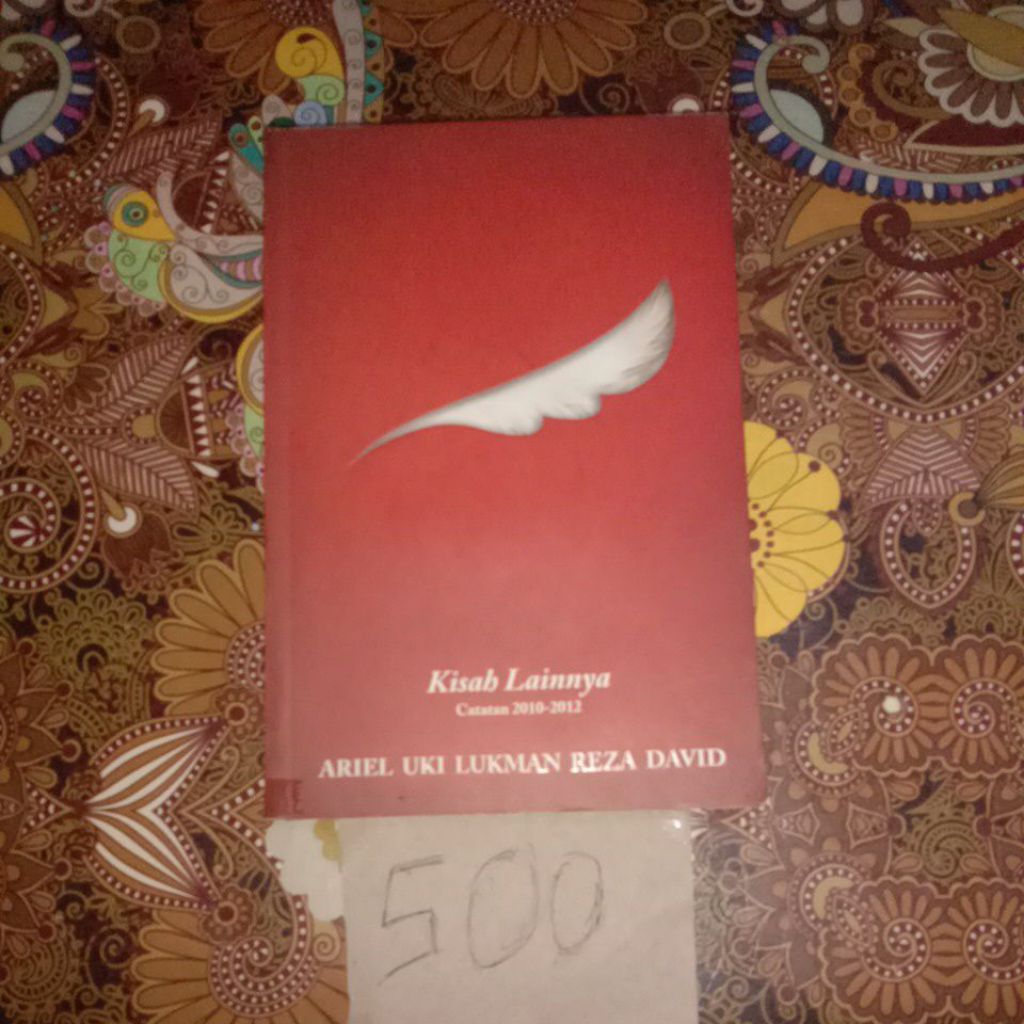 Kisah Lainnya
Catatan 2010-2012
ARIEL UKI LUKMAN REZA DAVID
500